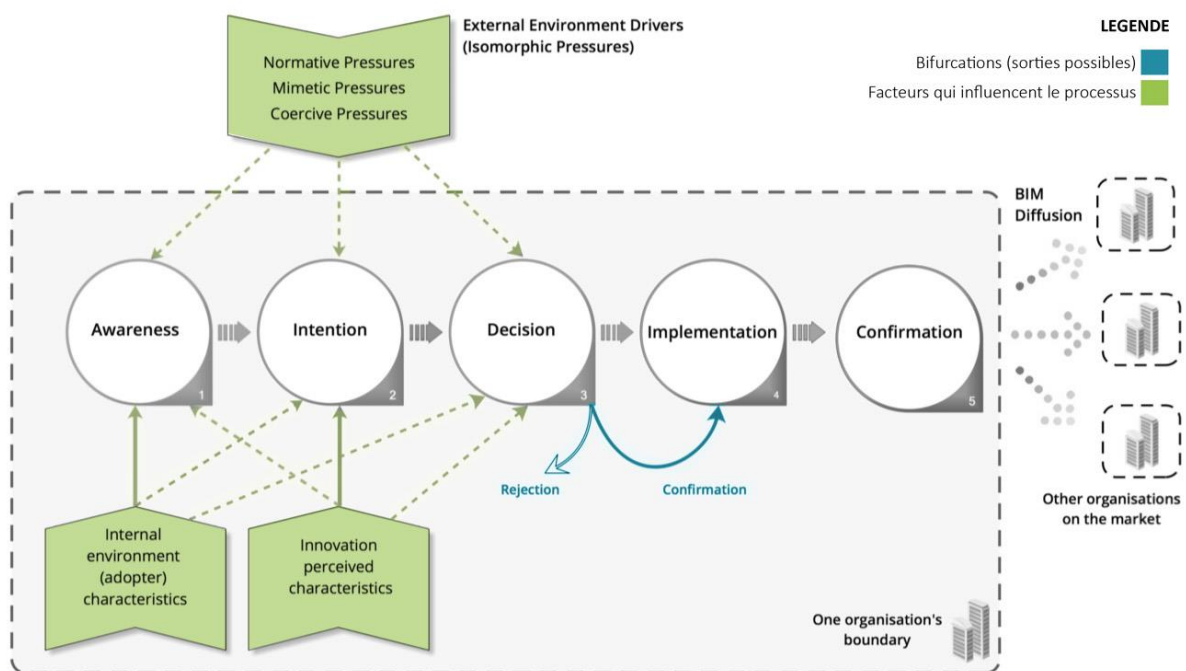 External Environment Drivers
(Isomorphic Pressures)
LEGENDE
Bifurcations (sorties possibles)
Facteurs qui influencent le processus
Normative Pressures
Mimetic Pressures
Coercive Pressures
BIM
Diffusion
Awareness
1
Intention
2
Decision
3
Implementation
4
Confirmation
5
Rejection
Confirmation
Other organisations
on the market
Internal
environment
(adopter)
characteristics
Innovation
perceived
characteristics
One organisation's
boundary